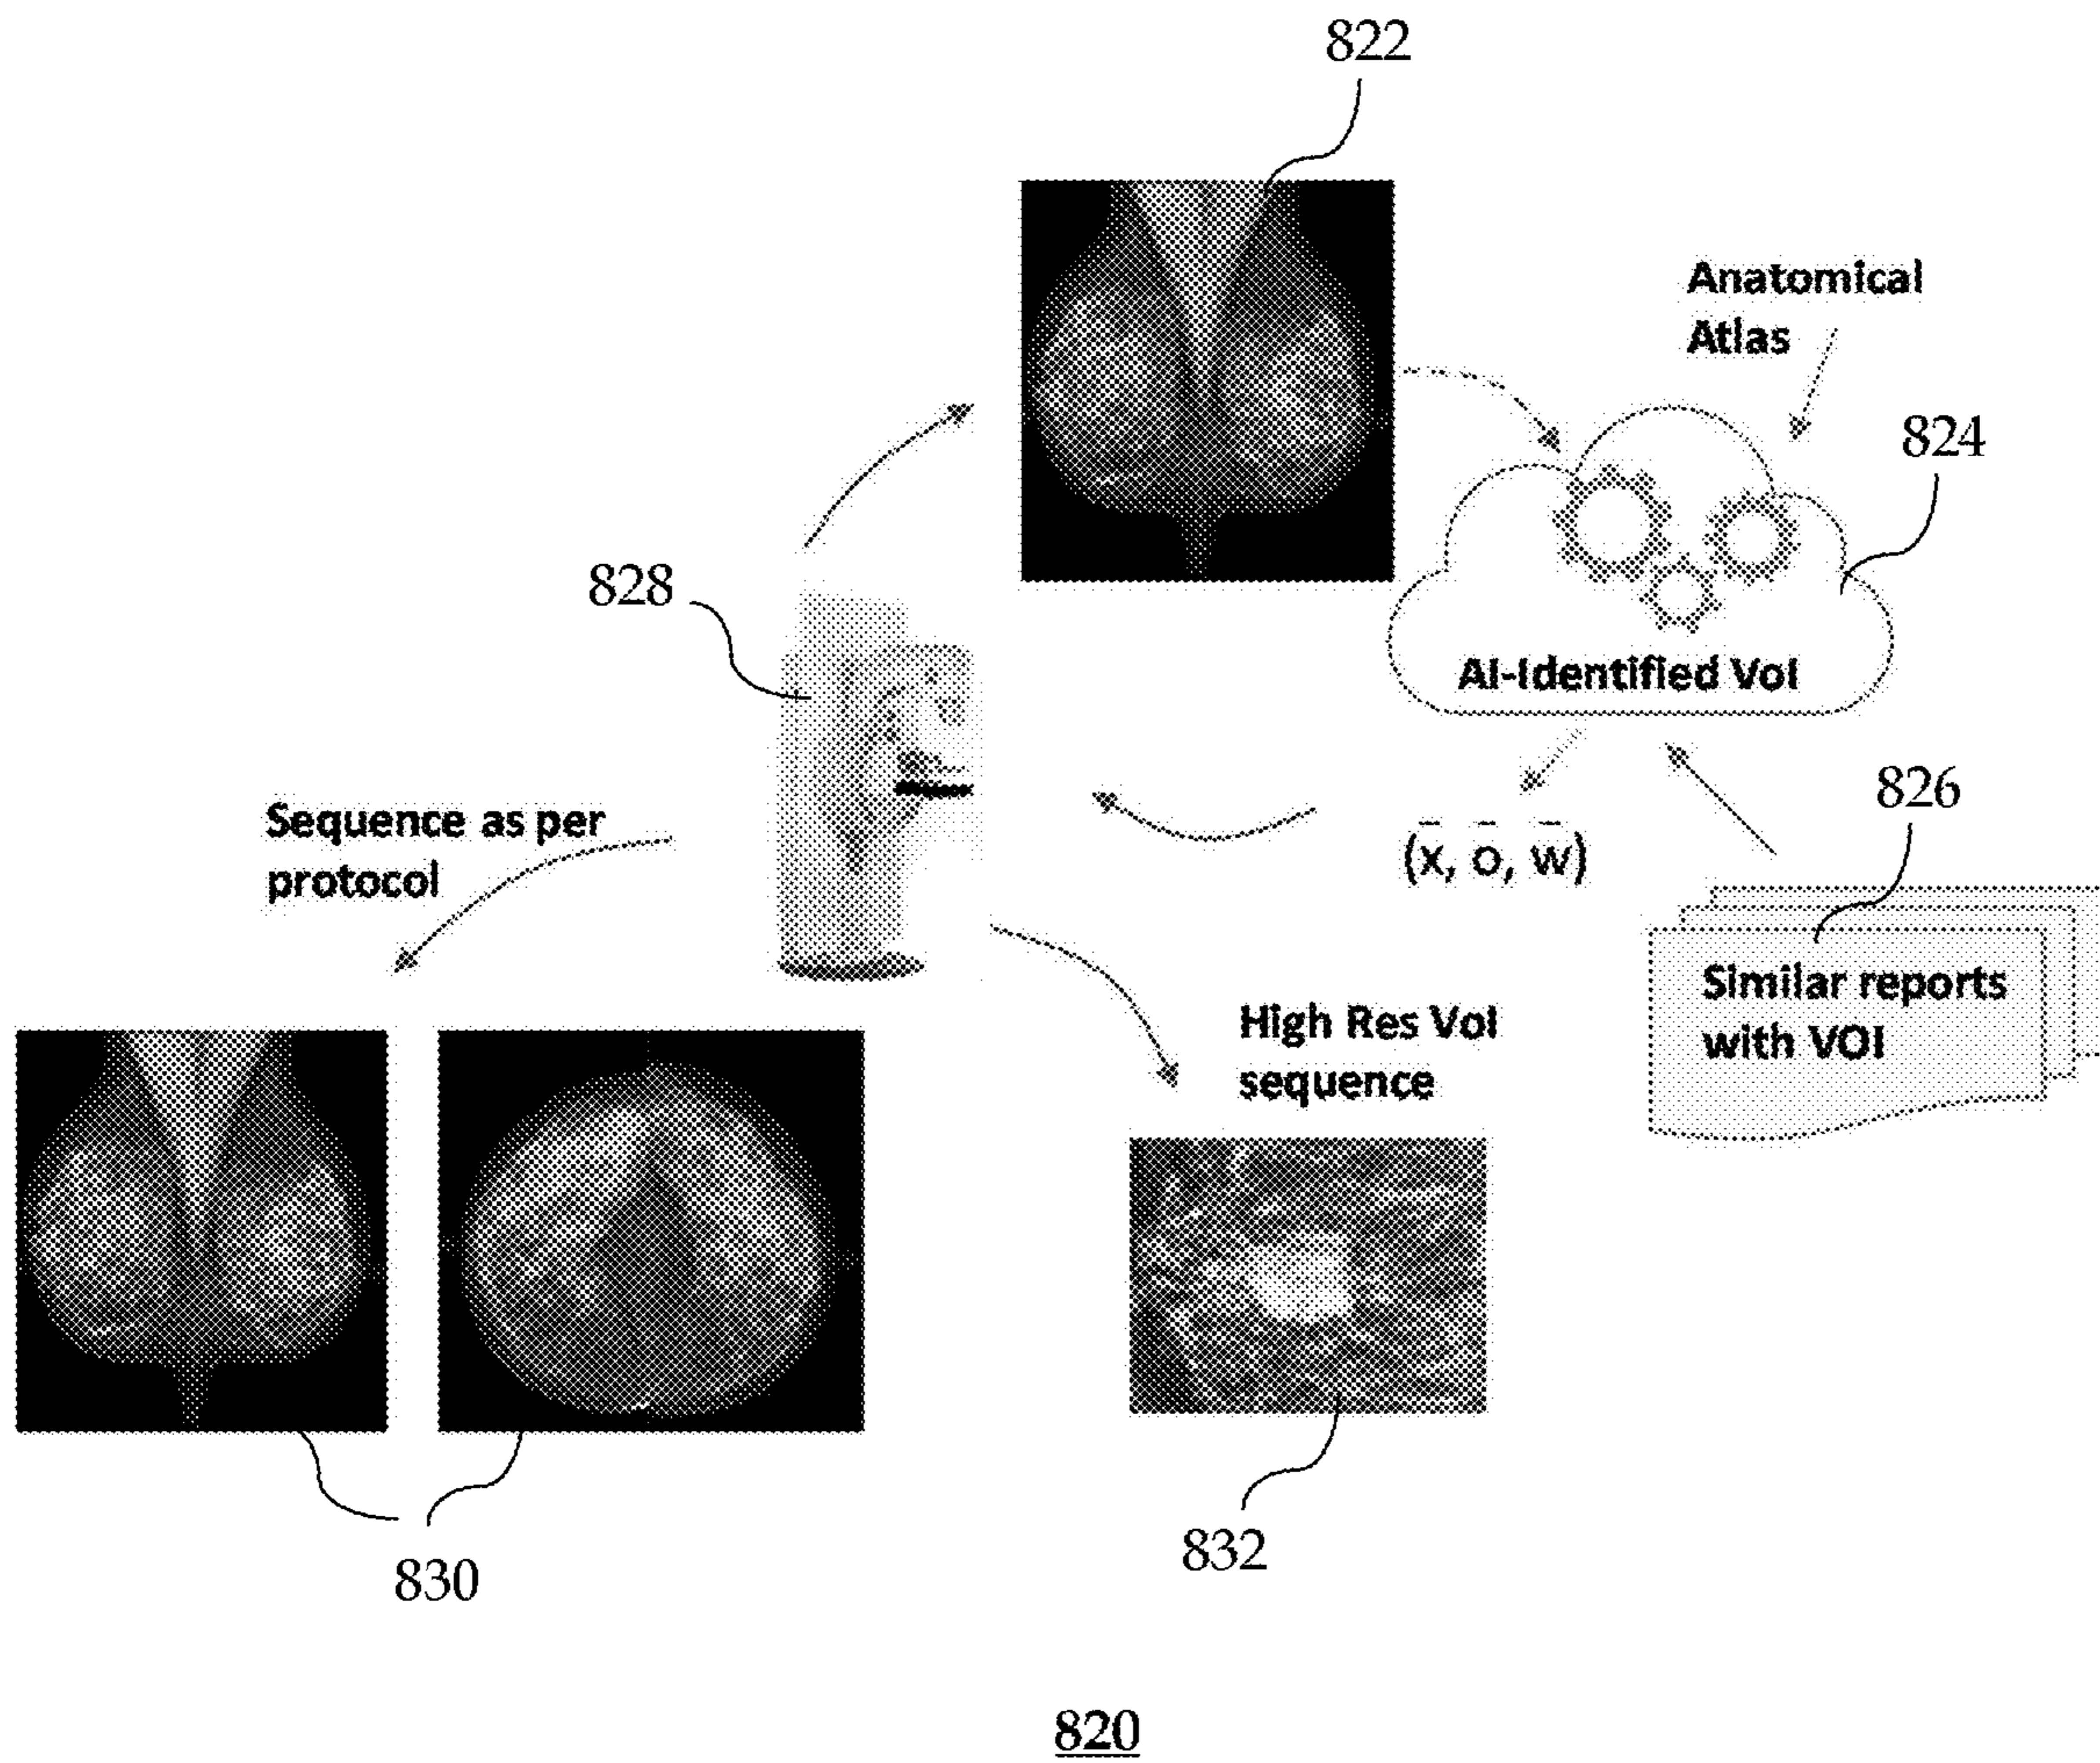 822
Anatomical
Atlas
824
828
AI-Identified VoI
826
Sequence as per
protocol
(x̄, ō, w̄)
Similar reports
with VOI
High Res VoI
sequence
830
832
820